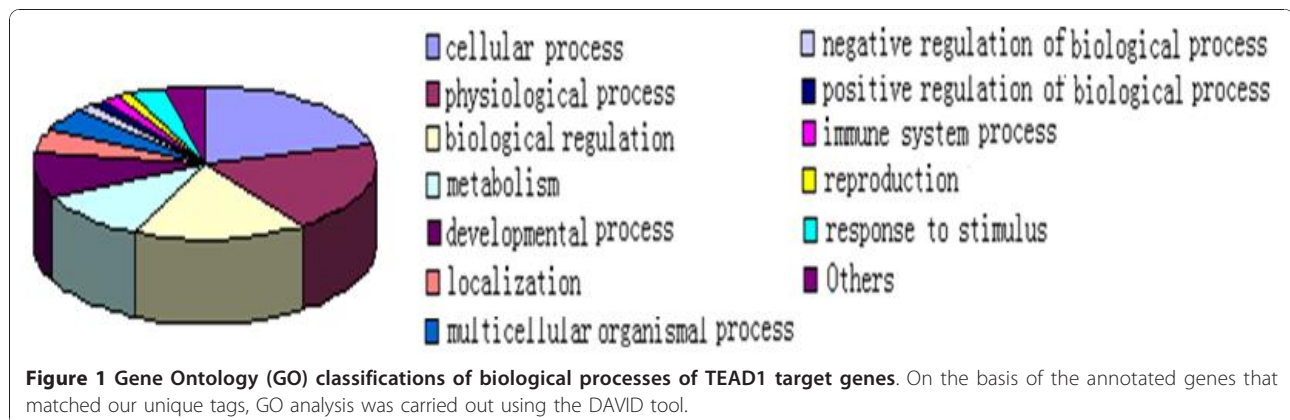 cellular process
physiological process
biological regulation
metabolism
developmental process
localization
multicellular organismal process
negative regulation of biological process
positive regulation of biological process
immune system process
reproduction
response to stimulus
Others
Figure 1 Gene Ontology (GO) classifications of biological processes of TEAD1 target genes. On the basis of the annotated genes that
matched our unique tags, GO analysis was carried out using the DAVID tool.